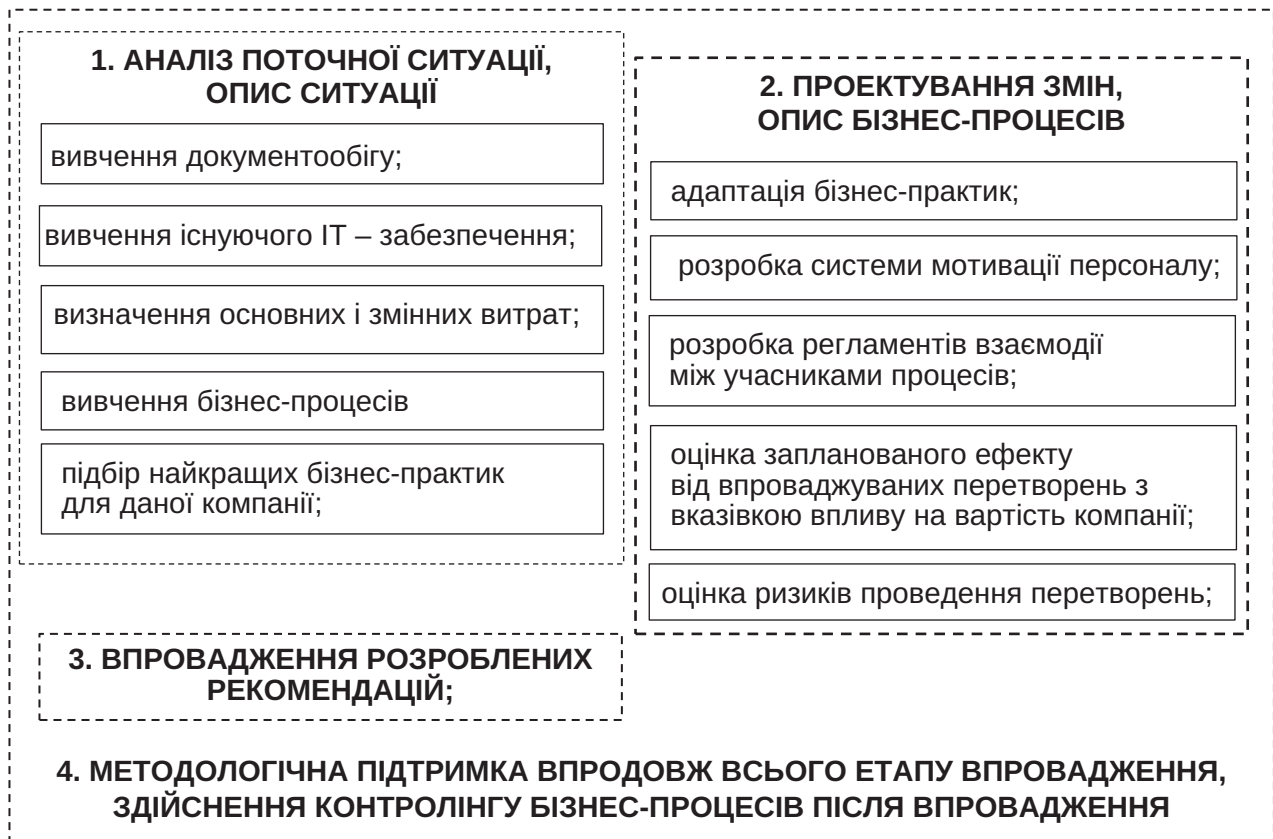 1. АНАЛІЗ ПОТОЧНОЇ СИТУАЦІЇ,
ОПИС СИТУАЦІЇ
вивчення документообігу;
вивчення існуючого ІТ – забезпечення;
визначення основних і змінних витрат;
вивчення бізнес-процесів
підбір найкращих бізнес-практик
для даної компанії;
2. ПРОЕКТУВАННЯ ЗМІН,
ОПИС БІЗНЕС-ПРОЦЕСІВ
адаптація бізнес-практик;
розробка системи мотивації персоналу;
розробка регламентів взаємодії
між учасниками процесів;
оцінка запланованого ефекту
від впроваджуваних перетворень з
вказівкою впливу на вартість компанії;
оцінка ризиків проведення перетворень;
3. ВПРОВАДЖЕННЯ РОЗРОБЛЕНИХ
РЕКОМЕНДАЦІЙ;
4. МЕТОДОЛОГІЧНА ПІДТРИМКА ВПРОДОВЖ ВСЬОГО ЕТАПУ ВПРОВАДЖЕННЯ,
ЗДІЙСНЕННЯ КОНТРОЛІНГУ БІЗНЕС-ПРОЦЕСІВ ПІСЛЯ ВПРОВАДЖЕННЯ